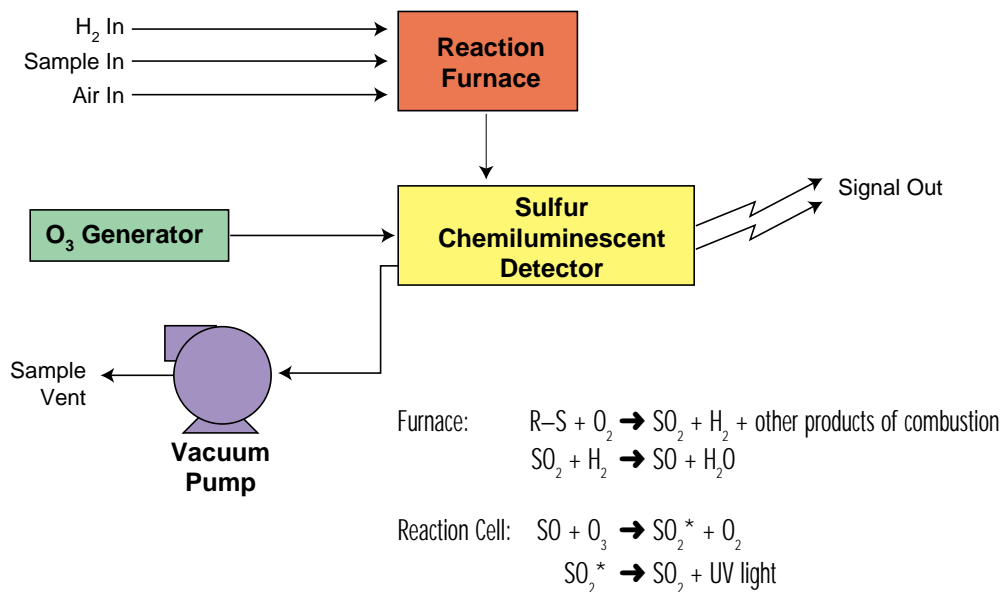 H₂ In
Sample In
Air In
Reaction
Furnace
O₃ Generator
Sulfur
Chemiluminescent
Detector
Signal Out
Sample
Vent
Vacuum
Pump
Furnace: R–S + O₂ → SO₂ + H₂ + other products of combustion
SO₂ + H₂ → SO + H₂O
Reaction Cell: SO + O₃ → SO₂* + O₂
SO₂* → SO₂ + UV light